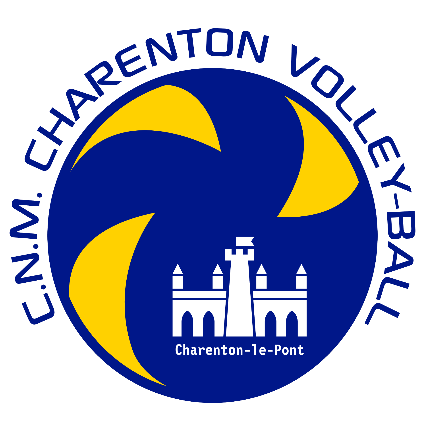 C.N.M. CHARENTON VOLLEY-BALL
Charenton-le-Pont